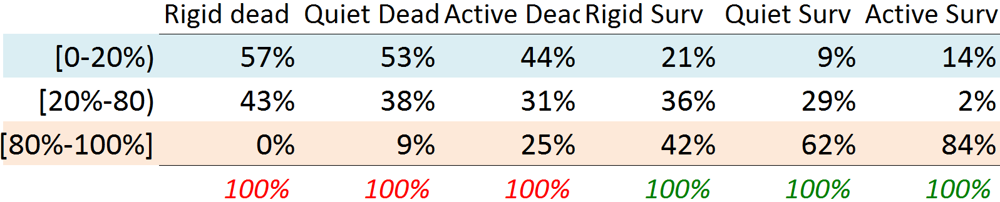 Rigid dead Quiet Dead Active Dead Rigid Surv Quiet Surv Active Surv
[0-20%) 57% 53% 44% 21% 9% 14%
[20%-80) 43% 38% 31% 36% 29% 2%
[80%-100%] 0% 9% 25% 42% 62% 84%
100% 100% 100% 100% 100% 100%